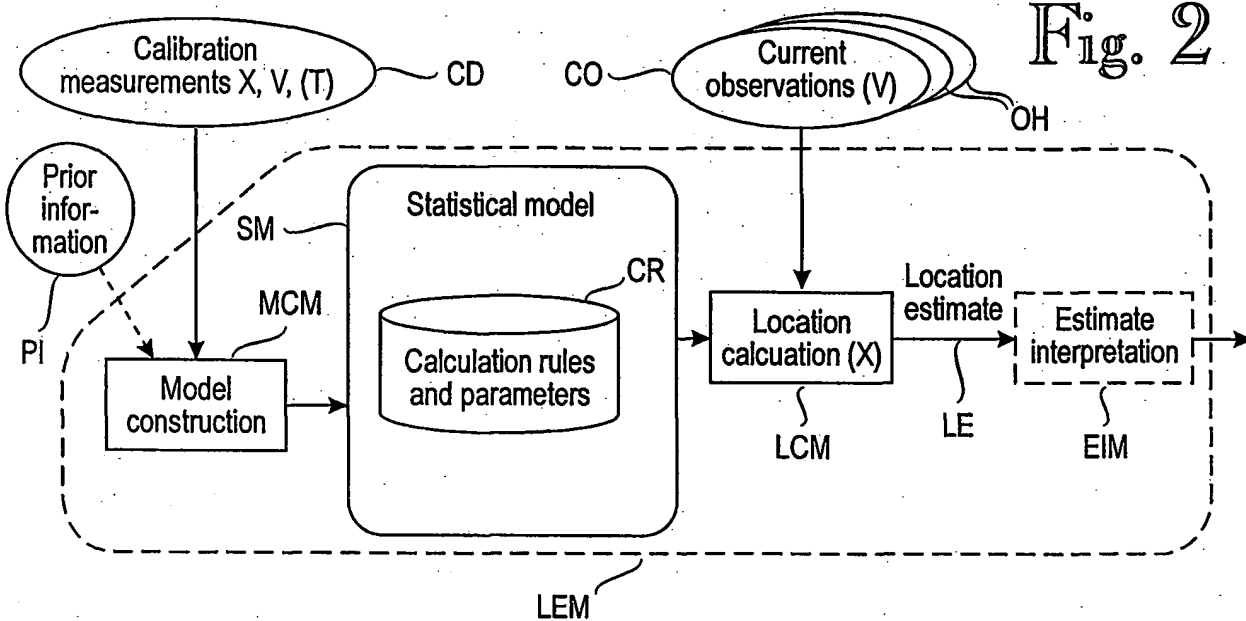 Fig. 2
Calibration
measurements X, V, (T)
CD
CO
Current
observations (V)
OH
Prior
infor-
mation
PI
SM
Statistical model
CR
Calculation rules
and parameters
MCM
Model
construction
Location
calcuation (X)
LCM
Location
estimate
LE
Estimate
interpretation
EIM
LEM